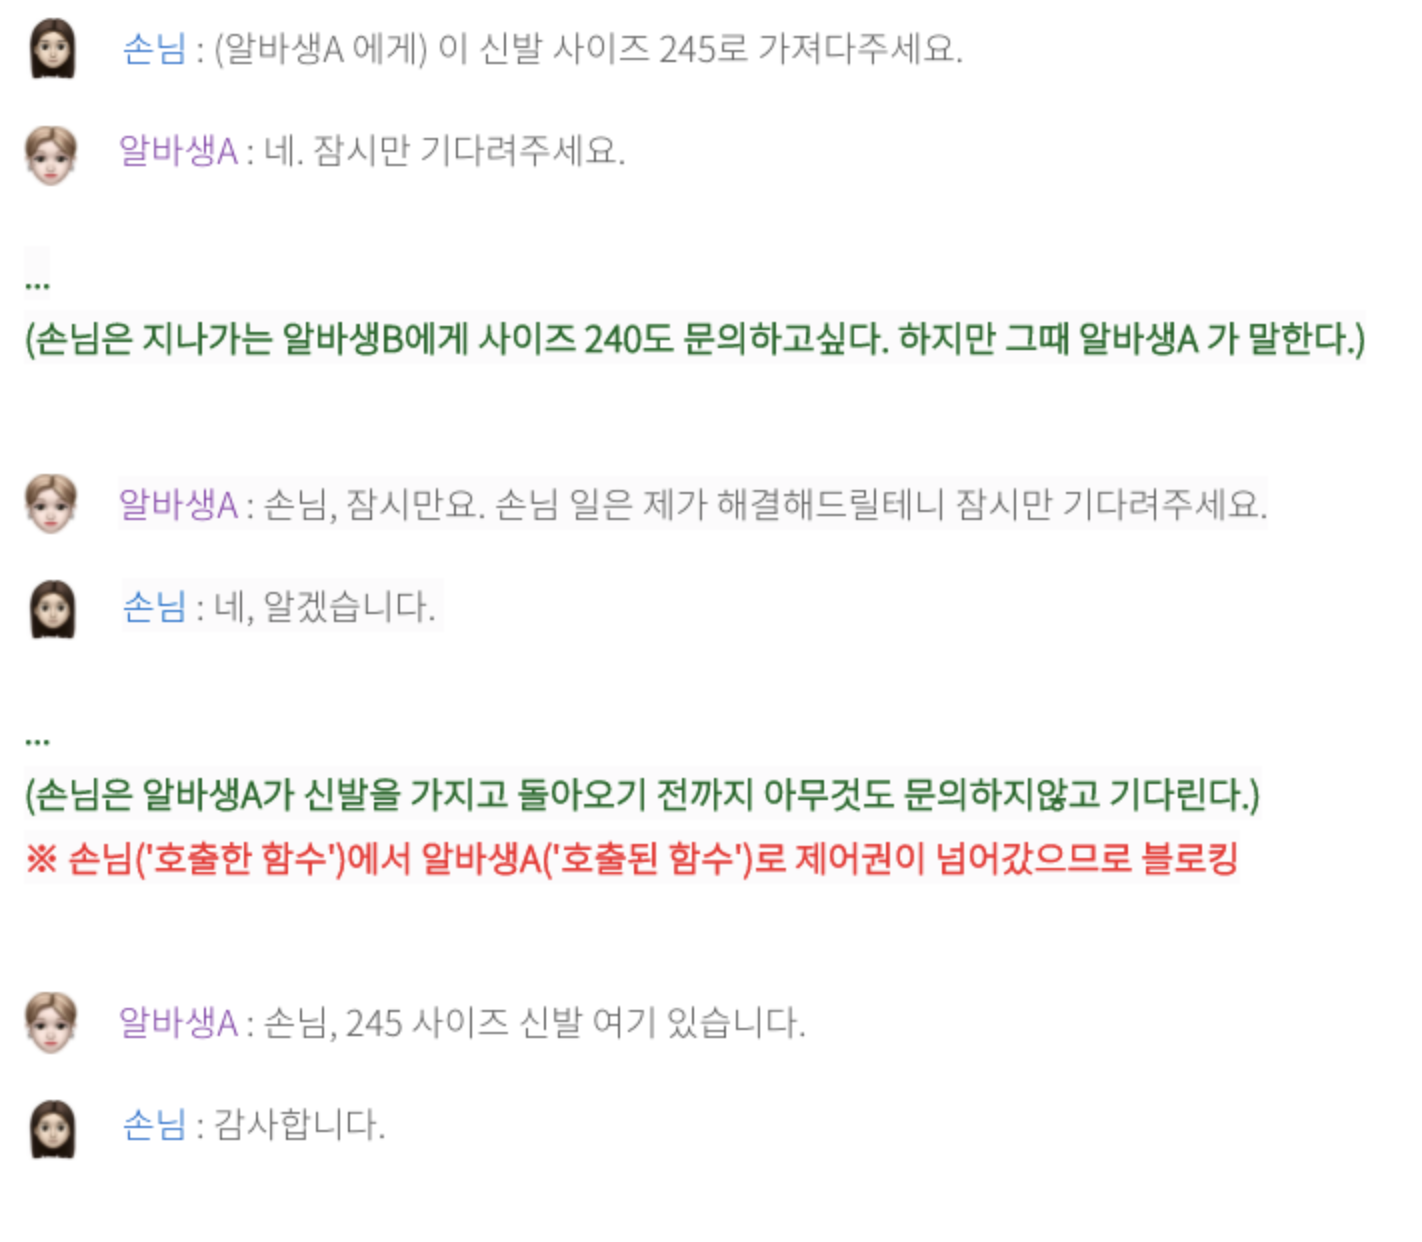 손님 : (알바생A 에게) 이 신발 사이즈 245로 가져다주세요.
알바생A : 네. 잠시만 기다려주세요.
...
(손님은 지나가는 알바생B에게 사이즈 240도 문의하고싶다. 하지만 그때 알바생A 가 말한다.)
알바생A : 손님, 잠시만요. 손님 일은 제가 해결해드릴테니 잠시만 기다려주세요.
손님 : 네, 알겠습니다.
...
(손님은 알바생A가 신발을 가지고 돌아오기 전까지 아무것도 문의하지않고 기다린다.)
※ 손님('호출한 함수')에서 알바생A('호출된 함수')로 제어권이 넘어갔으므로 블로킹
알바생A : 손님, 245 사이즈 신발 여기 있습니다.
손님 : 감사합니다.